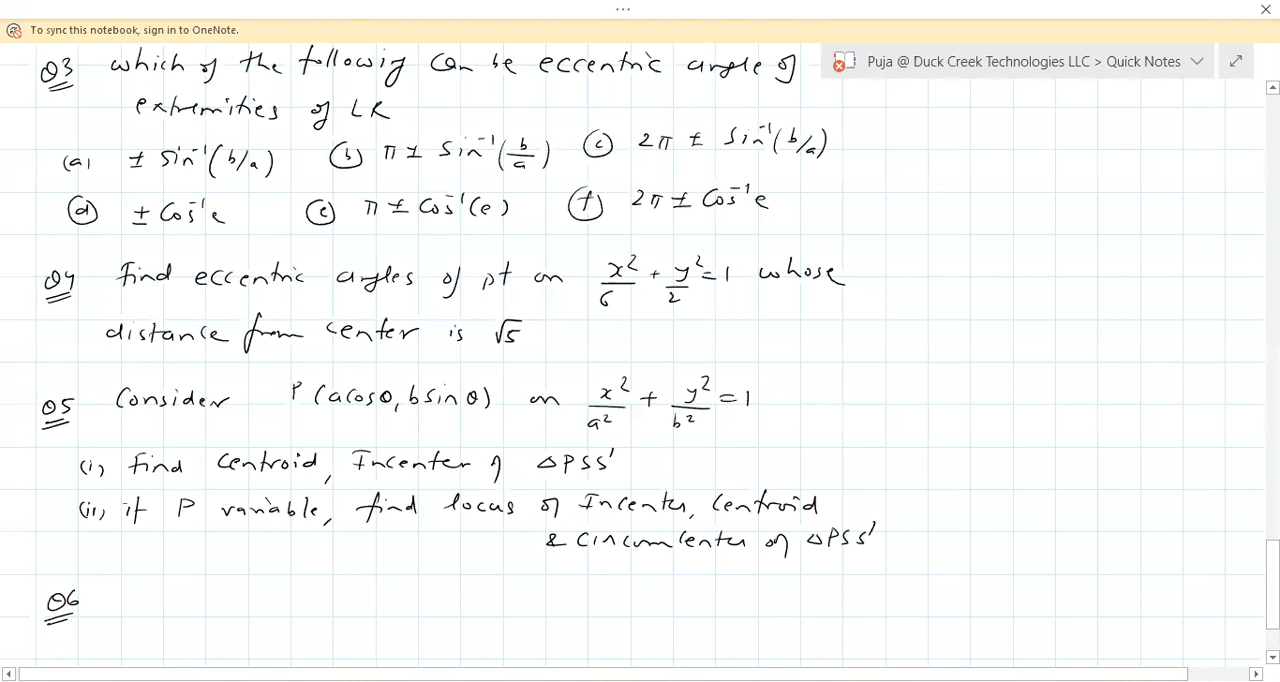 To sync this notebook, sign in to OneNote.
Puja @ Duck Creek Technologies LLC > Quick Notes
Q3 which of the following Can be eccentric angle of
extremities of LR
(a) ± sin⁻¹(b/a) (b) π ± sin⁻¹(b/a) (c) 2π ± sin⁻¹(b/a)
(d) ± cos⁻¹e (e) π ± cos⁻¹(e) (f) 2π ± cos⁻¹e
Q4 Find eccentric angles of pt on x²/6 + y²/2 = 1 whose
distance from center is √5
Q5 Consider P(acosθ, bsinθ) on x²/a² + y²/b² = 1
(i) find Centroid, Incenter of △PSS'
(ii) if P variable, find locus of Incenter, Centroid
& Circumcenter of △PSS'
Q6